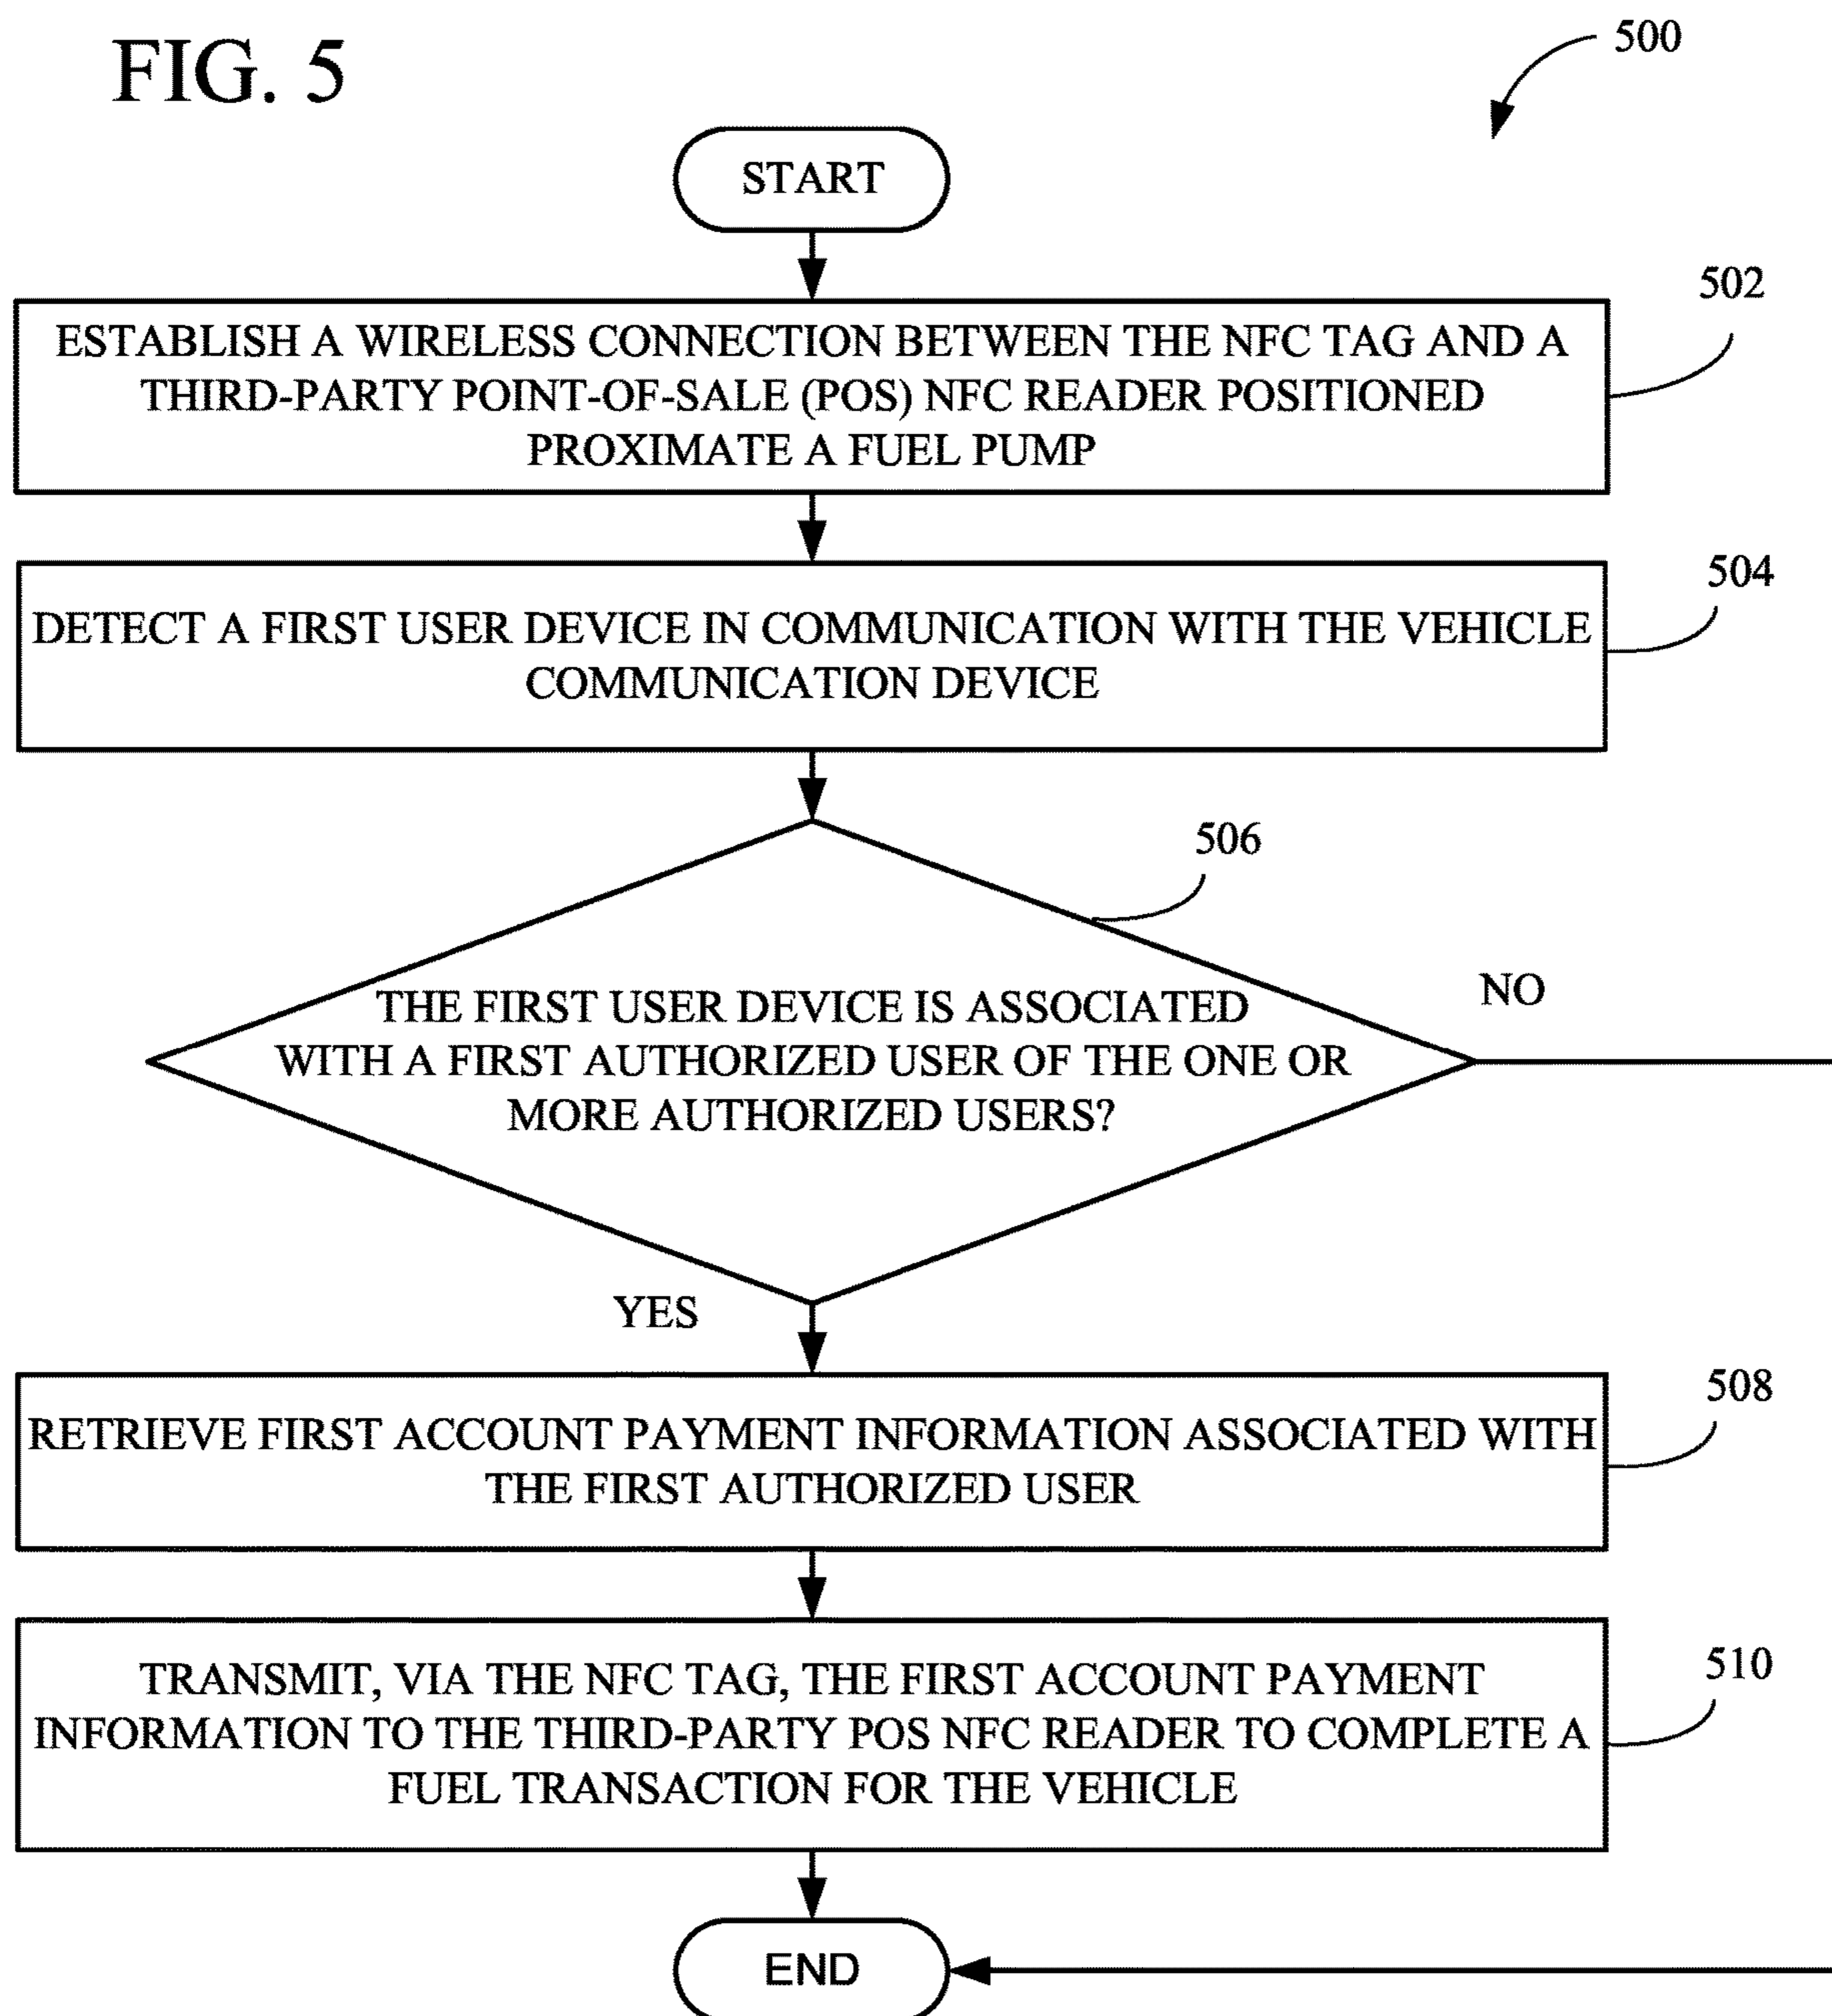 FIG. 5
500
START
502
ESTABLISH A WIRELESS CONNECTION BETWEEN THE NFC TAG AND A
THIRD-PARTY POINT-OF-SALE (POS) NFC READER POSITIONED
PROXIMATE A FUEL PUMP
504
DETECT A FIRST USER DEVICE IN COMMUNICATION WITH THE VEHICLE
COMMUNICATION DEVICE
506
THE FIRST USER DEVICE IS ASSOCIATED
WITH A FIRST AUTHORIZED USER OF THE ONE OR
MORE AUTHORIZED USERS?
NO
YES
508
RETRIEVE FIRST ACCOUNT PAYMENT INFORMATION ASSOCIATED WITH
THE FIRST AUTHORIZED USER
510
TRANSMIT, VIA THE NFC TAG, THE FIRST ACCOUNT PAYMENT
INFORMATION TO THE THIRD-PARTY POS NFC READER TO COMPLETE A
FUEL TRANSACTION FOR THE VEHICLE
END